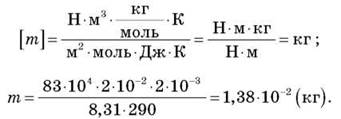 [m] = (Н·м³·(кг/моль)·К)/(м²·моль·Дж·К) = (Н·м·кг)/(Н·м) = кг;
m = (83·10⁴·2·10⁻²·2·10⁻³)/(8,31·290) = 1,38·10⁻² (кг).